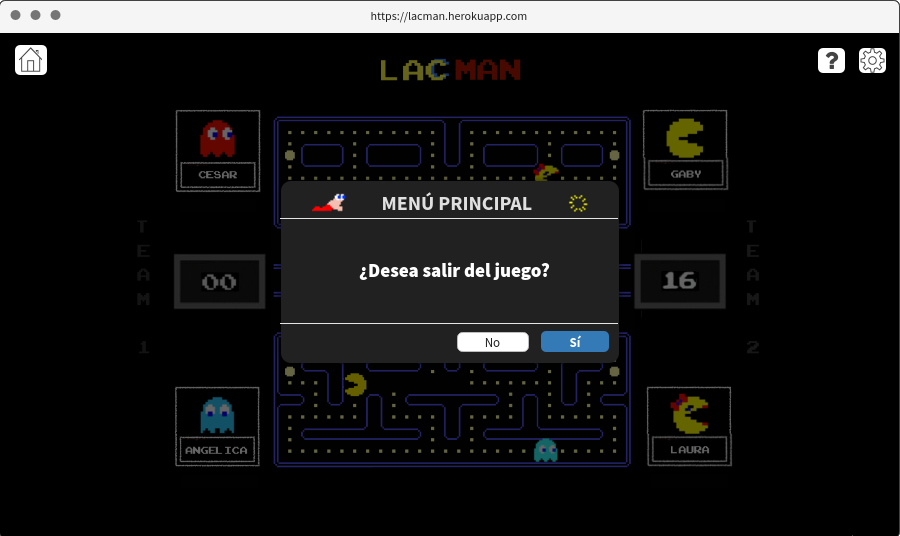 https://lacman.herokuapp.com
LACMAN
?
CESAR
GABY
MENÚ PRINCIPAL
TEAM 1
TEAM 2
00
¿Desea salir del juego?
16
No
Sí
ANGELICA
LAURA